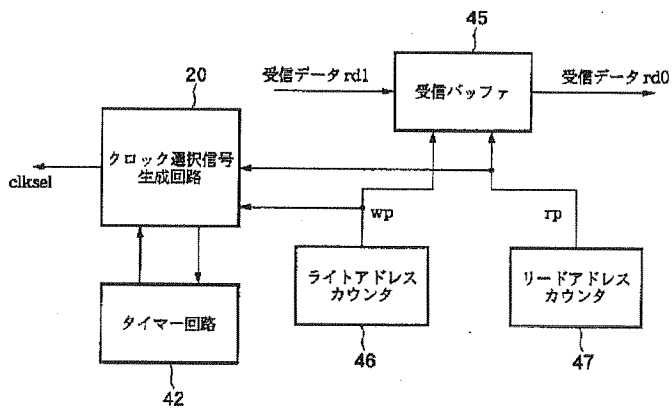 45
受信データ rd1
受信バッファ
受信データ rd0
20
クロック選択信号
生成回路
clksel
wp
rp
ライトアドレス
カウンタ
リードアドレス
カウンタ
タイマー回路
46
47
42